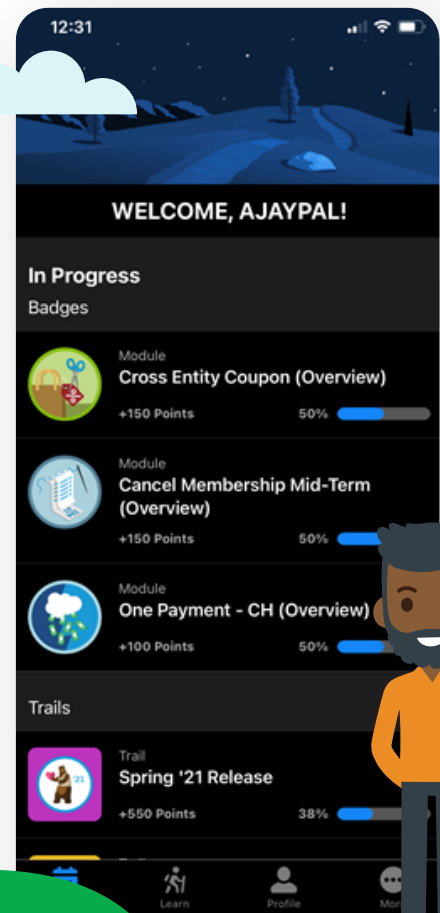 12:31
WELCOME, AJAYPAL!
In Progress
Badges
Module
Cross Entity Coupon (Overview)
+150 Points 50%
Module
Cancel Membership Mid-Term
(Overview)
+150 Points 50%
Module
One Payment - CH (Overview)
+100 Points 50%
Trails
Trail
'21
Spring '21 Release
+550 Points 38%
Learn Profile